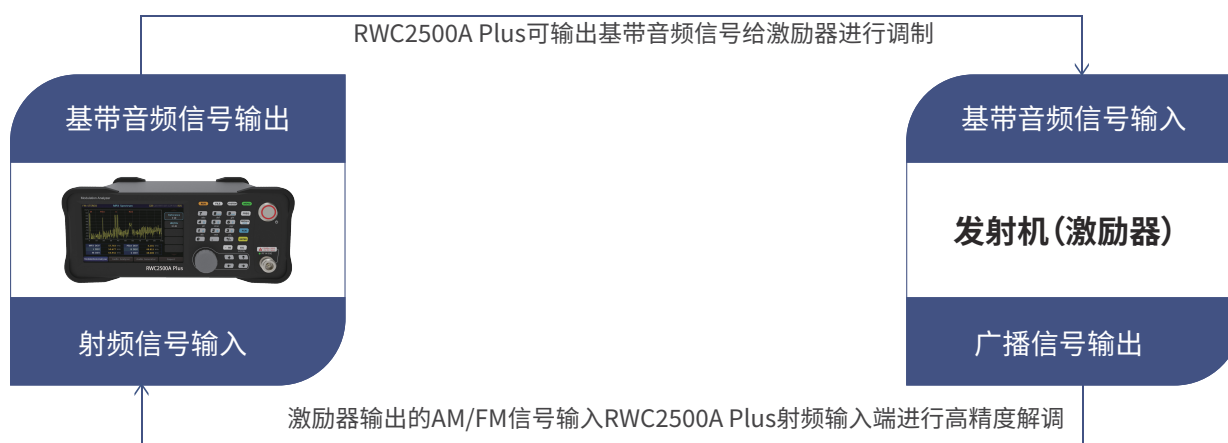 RWC2500A Plus可输出基带音频信号给激励器进行调制
基带音频信号输出
基带音频信号输入
Modulation Analyzer
RWC2500A Plus
发射机(激励器)
射频信号输入
广播信号输出
激励器输出的AM/FM信号输入RWC2500A Plus射频输入端进行高精度解调